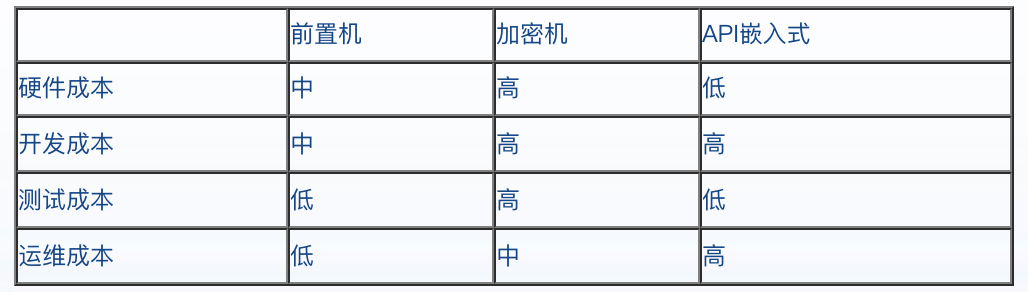 前置机 加密机 API嵌入式
硬件成本 中 高 低
开发成本 中 高 高
测试成本 低 高 低
运维成本 低 中 高